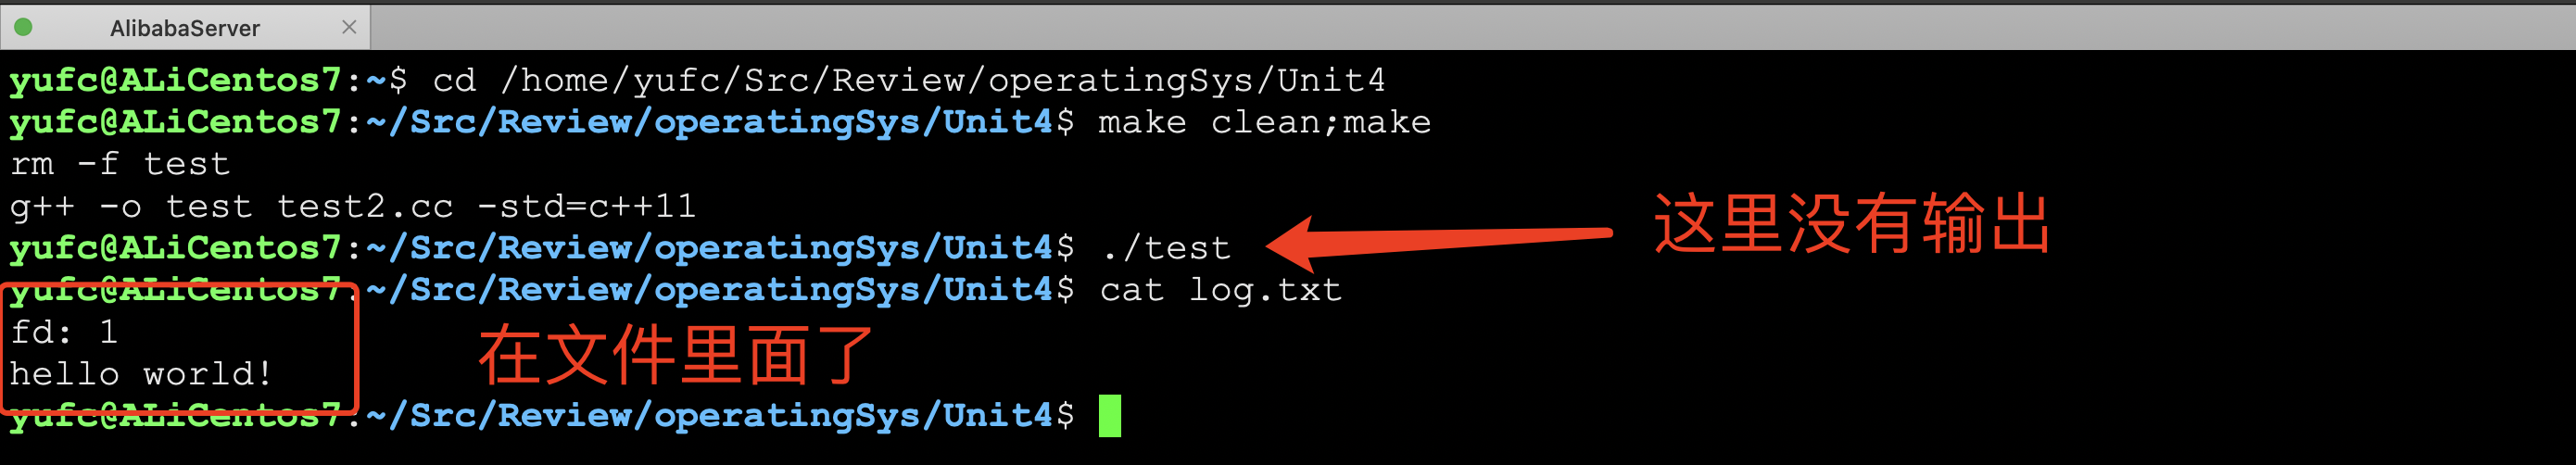 AlibabaServer
yufc@ALiCentos7:~$ cd /home/yufc/Src/Review/operatingSys/Unit4
yufc@ALiCentos7:~/Src/Review/operatingSys/Unit4$ make clean;make
rm -f test
g++ -o test test2.cc -std=c++11
yufc@ALiCentos7:~/Src/Review/operatingSys/Unit4$ ./test
这里没有输出
yufc@ALiCentos7:~/Src/Review/operatingSys/Unit4$ cat log.txt
fd: 1
hello world!
在文件里面了
yufc@ALiCentos7:~/Src/Review/operatingSys/Unit4$